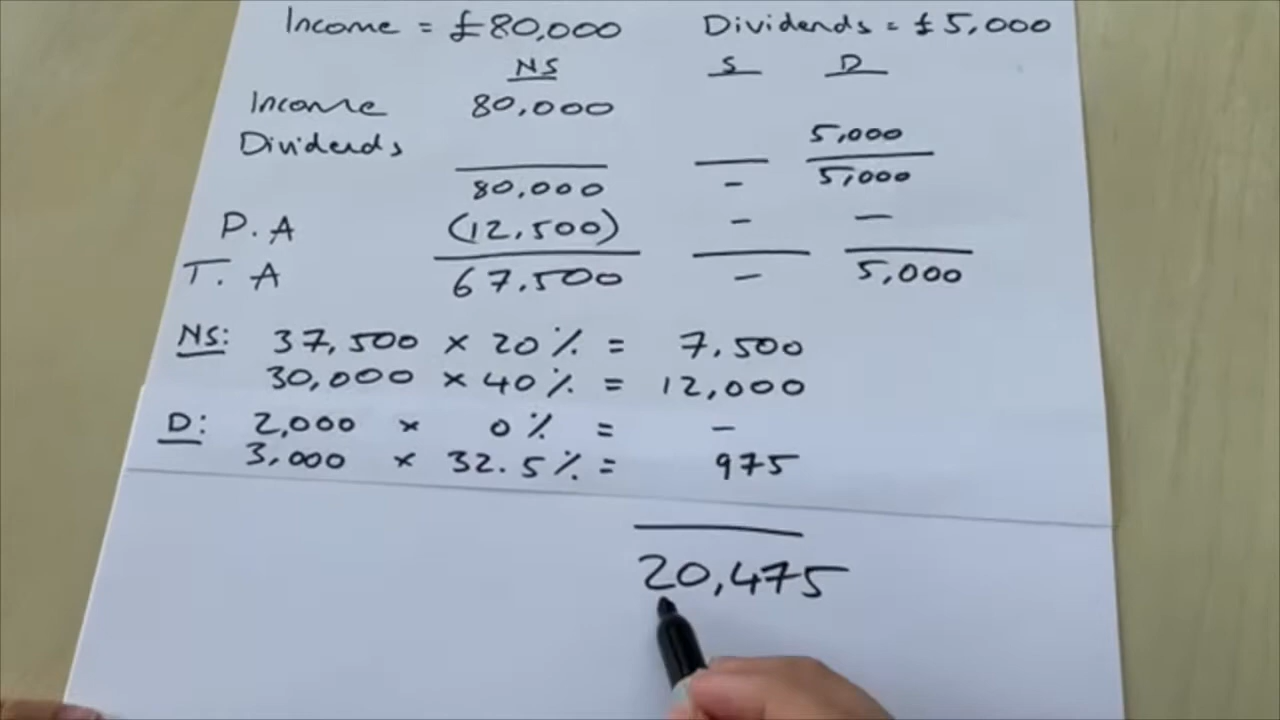 Income = £80,000 Dividends = £5,000
NS S D
Income 80,000
Dividends 5,000
80,000 - 5,000
P.A (12,500) - -
T.A 67,500 - 5,000
NS: 37,500 × 20% = 7,500
30,000 × 40% = 12,000
D: 2,000 × 0% = -
3,000 × 32.5% = 975
20,475